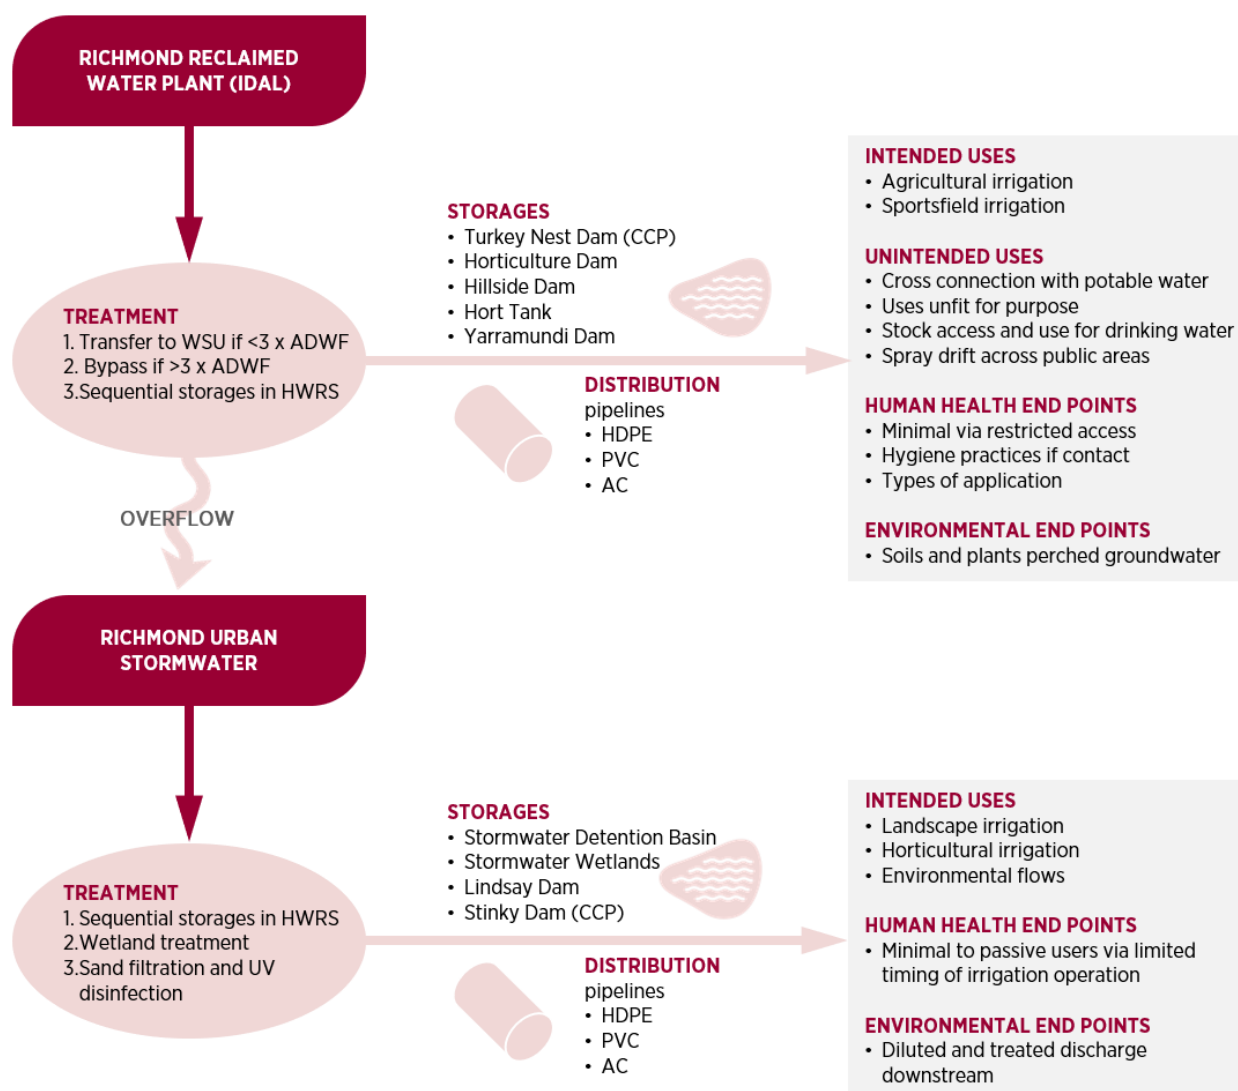 RICHMOND RECLAIMED
WATER PLANT (IDAL)
TREATMENT
1. Transfer to WSU if <3 x ADWF
2. Bypass if >3 x ADWF
3.Sequential storages in HWRS
OVERFLOW
STORAGES
• Turkey Nest Dam (CCP)
• Horticulture Dam
• Hillside Dam
• Hort Tank
• Yarramundi Dam
DISTRIBUTION
pipelines
• HDPE
• PVC
• AC
INTENDED USES
• Agricultural irrigation
• Sportsfield irrigation
UNINTENDED USES
• Cross connection with potable water
• Uses unfit for purpose
• Stock access and use for drinking water
• Spray drift across public areas
HUMAN HEALTH END POINTS
• Minimal via restricted access
• Hygiene practices if contact
• Types of application
ENVIRONMENTAL END POINTS
• Soils and plants perched groundwater
RICHMOND URBAN
STORMWATER
TREATMENT
1. Sequential storages in HWRS
2.Wetland treatment
3.Sand filtration and UV
disinfection
STORAGES
• Stormwater Detention Basin
• Stormwater Wetlands
• Lindsay Dam
• Stinky Dam (CCP)
DISTRIBUTION
pipelines
• HDPE
• PVC
• AC
INTENDED USES
• Landscape irrigation
• Horticultural irrigation
• Environmental flows
HUMAN HEALTH END POINTS
• Minimal to passive users via limited
timing of irrigation operation
ENVIRONMENTAL END POINTS
• Diluted and treated discharge
downstream